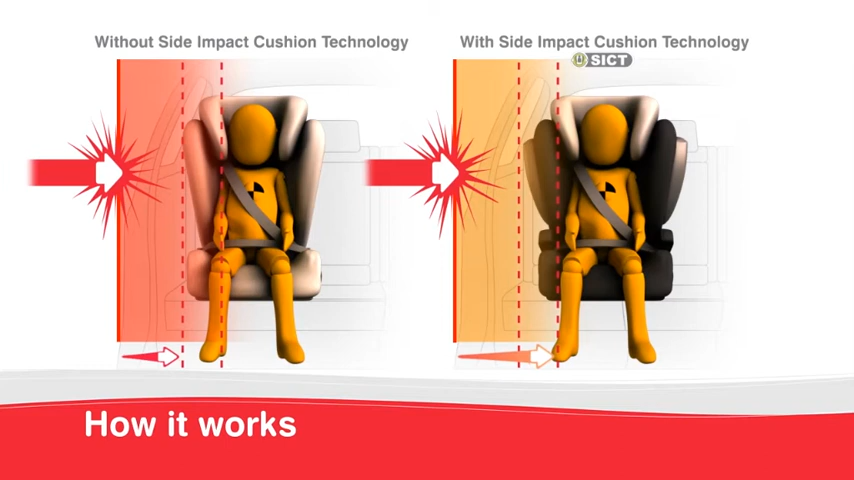 Without Side Impact Cushion Technology
With Side Impact Cushion Technology
SICT
How it works